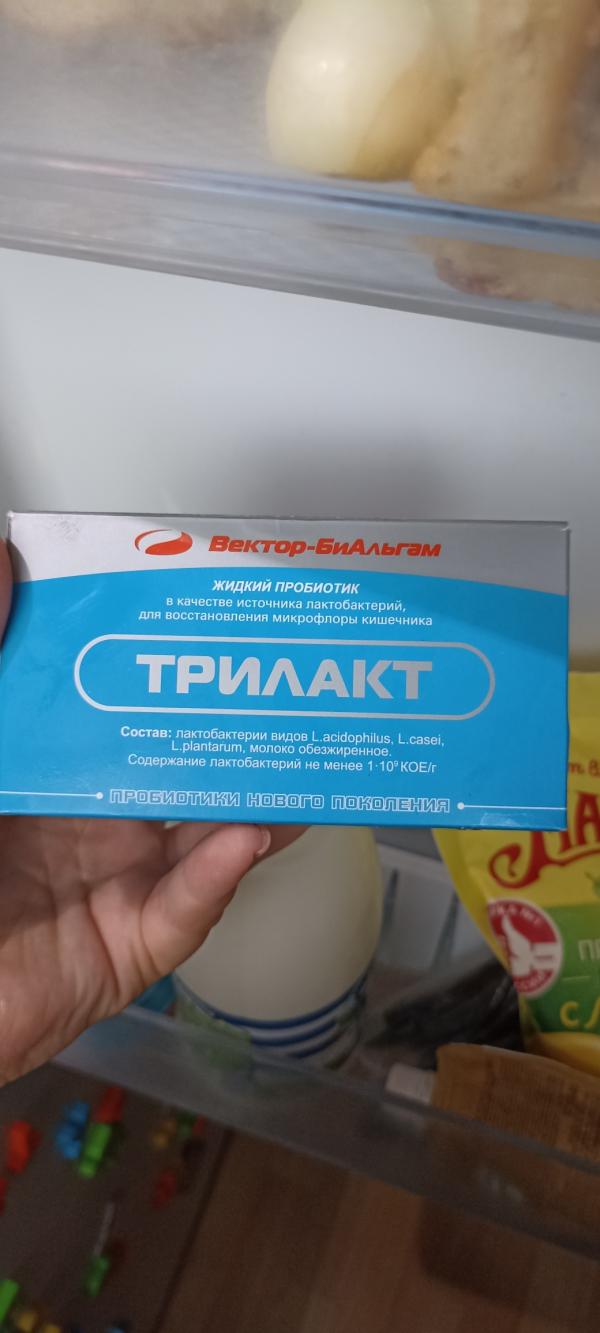 Вектор-БиАльгам
ЖИДКИЙ ПРОБИОТИК
в качестве источника лактобактерий,
для восстановления микрофлоры кишечника
ТРИЛАКТ
Состав: лактобактерии видов L.acidophilus, L.casei,
L.plantarum, молоко обезжиренное.
Содержание лактобактерий не менее 1·10⁹ КОЕ/г
ПРОБИОТИКИ НОВОГО ПОКОЛЕНИЯ